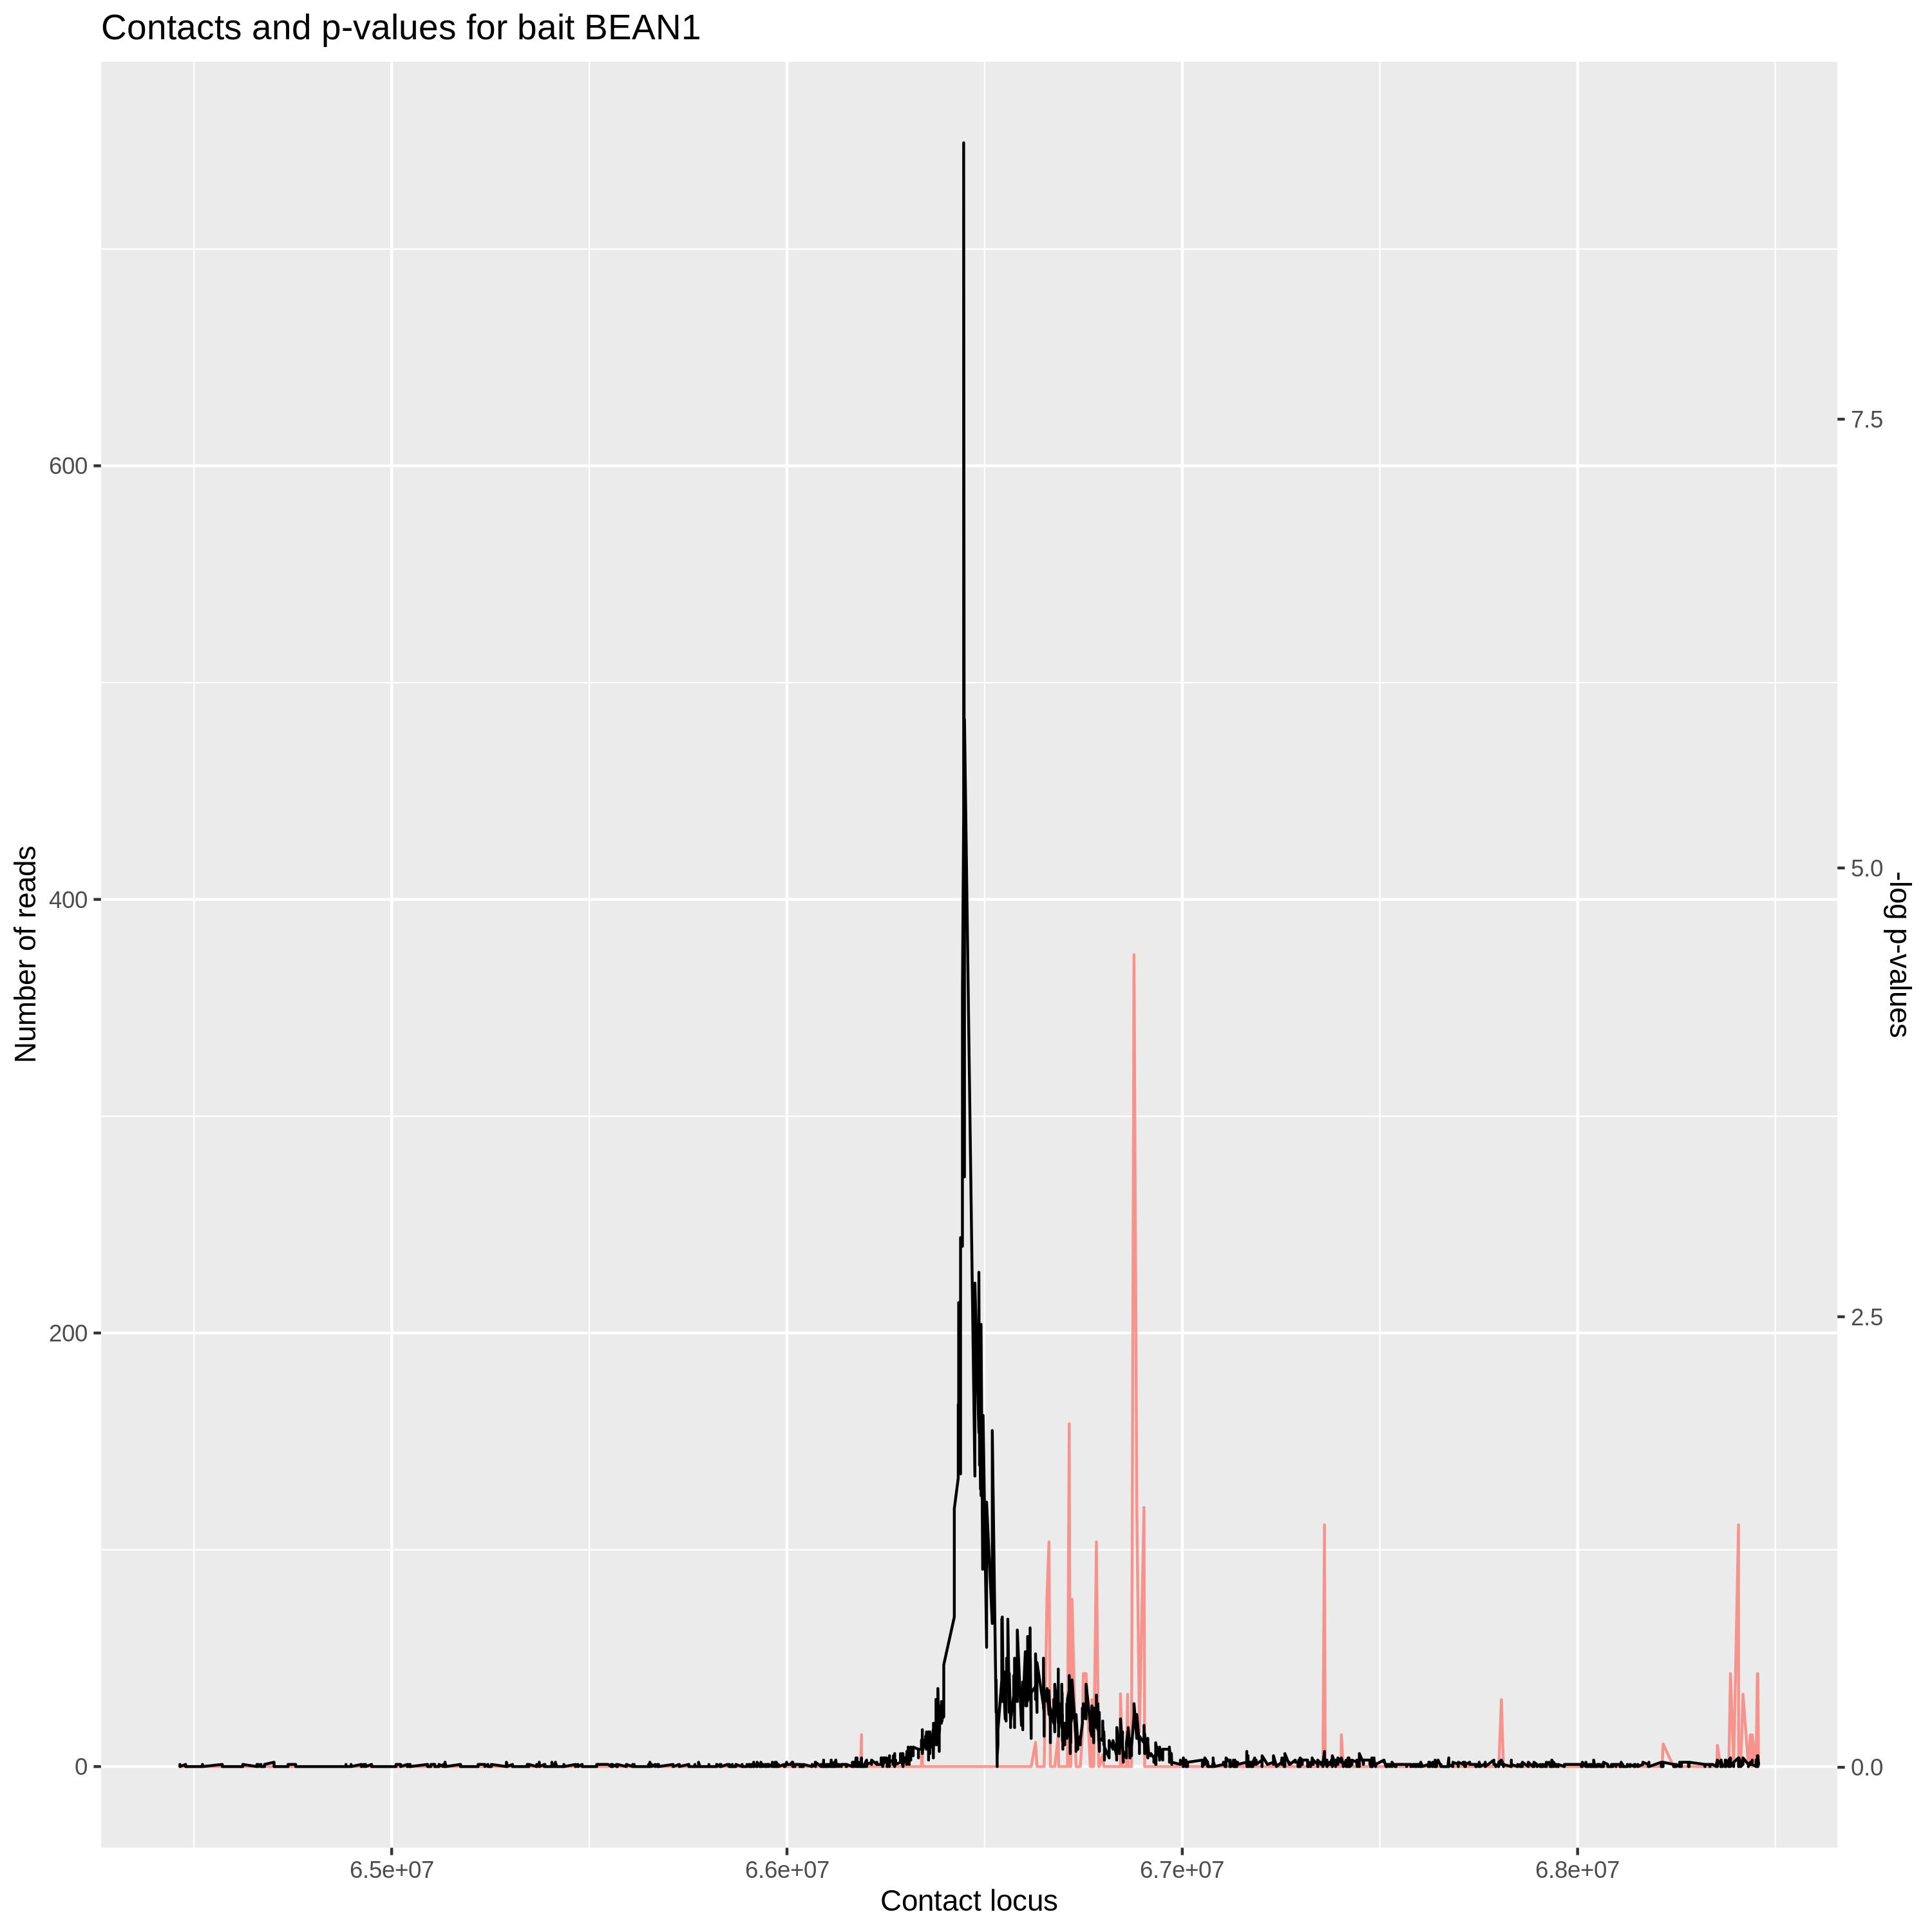 Contacts and p-values for bait BEAN1
Number of reads
600
400
200
0
7.5
5.0
2.5
0.0
-log p-values
6.5e+07 6.6e+07 6.7e+07 6.8e+07
Contact locus